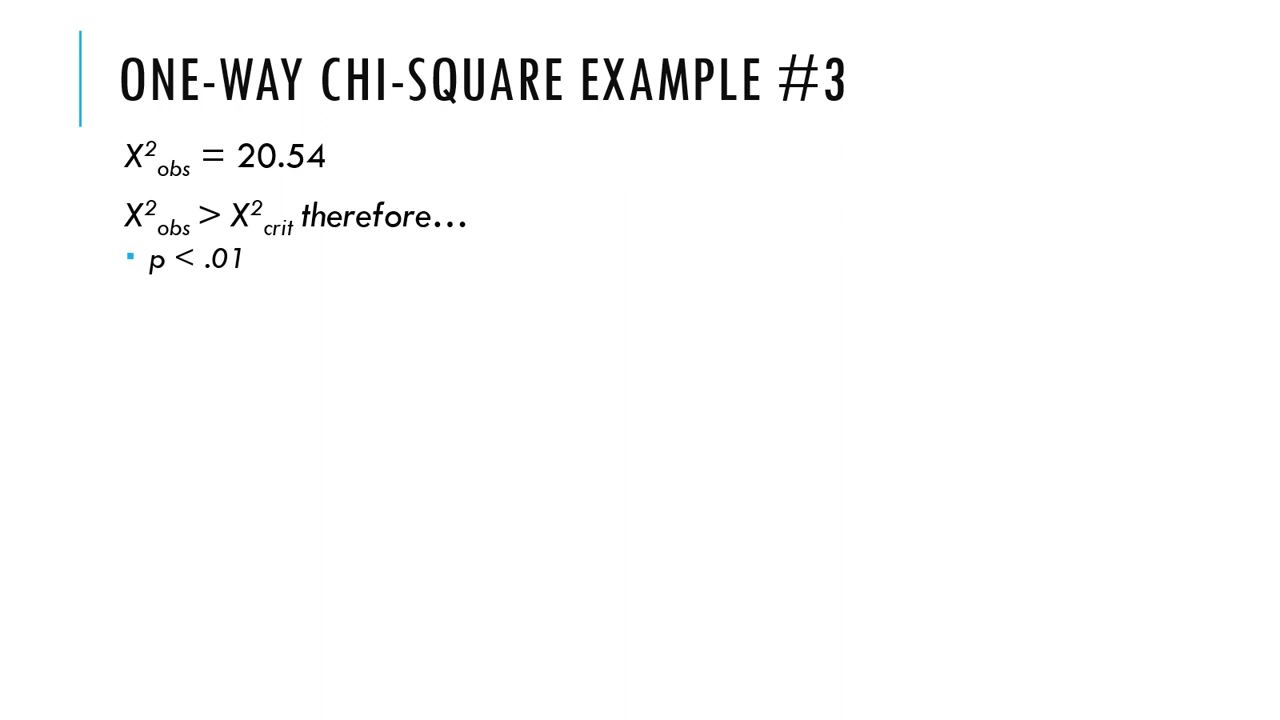 ONE-WAY CHI-SQUARE EXAMPLE #3
X²obs = 20.54
X²obs > X²crit therefore…
▪ p < .01